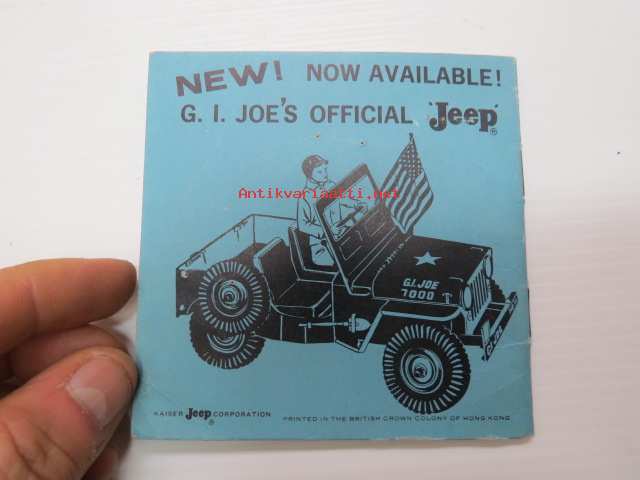 NEW! NOW AVAILABLE!
G. I. JOE'S OFFICIAL 'Jeep'®
Antikvariaatti.net
G.I. JOE
7000
G.I. JOE
KAISER Jeep® CORPORATION
PRINTED IN THE BRITISH CROWN COLONY OF HONG KONG